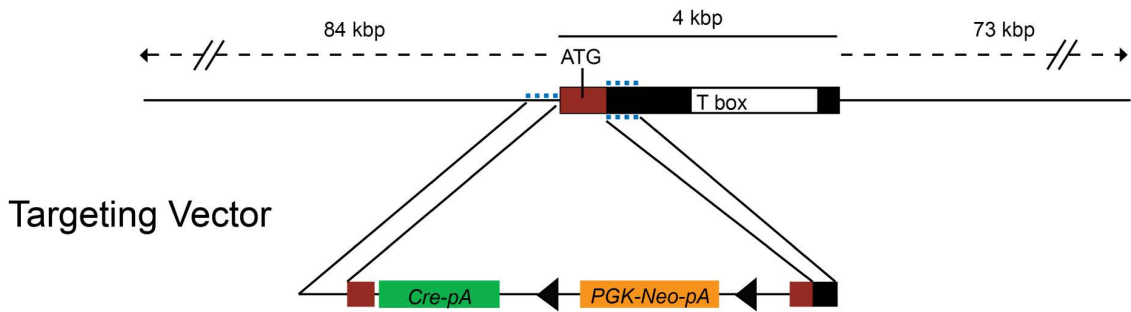 84 kbp
4 kbp
73 kbp
ATG
T box
Targeting Vector
Cre-pA
PGK-Neo-pA